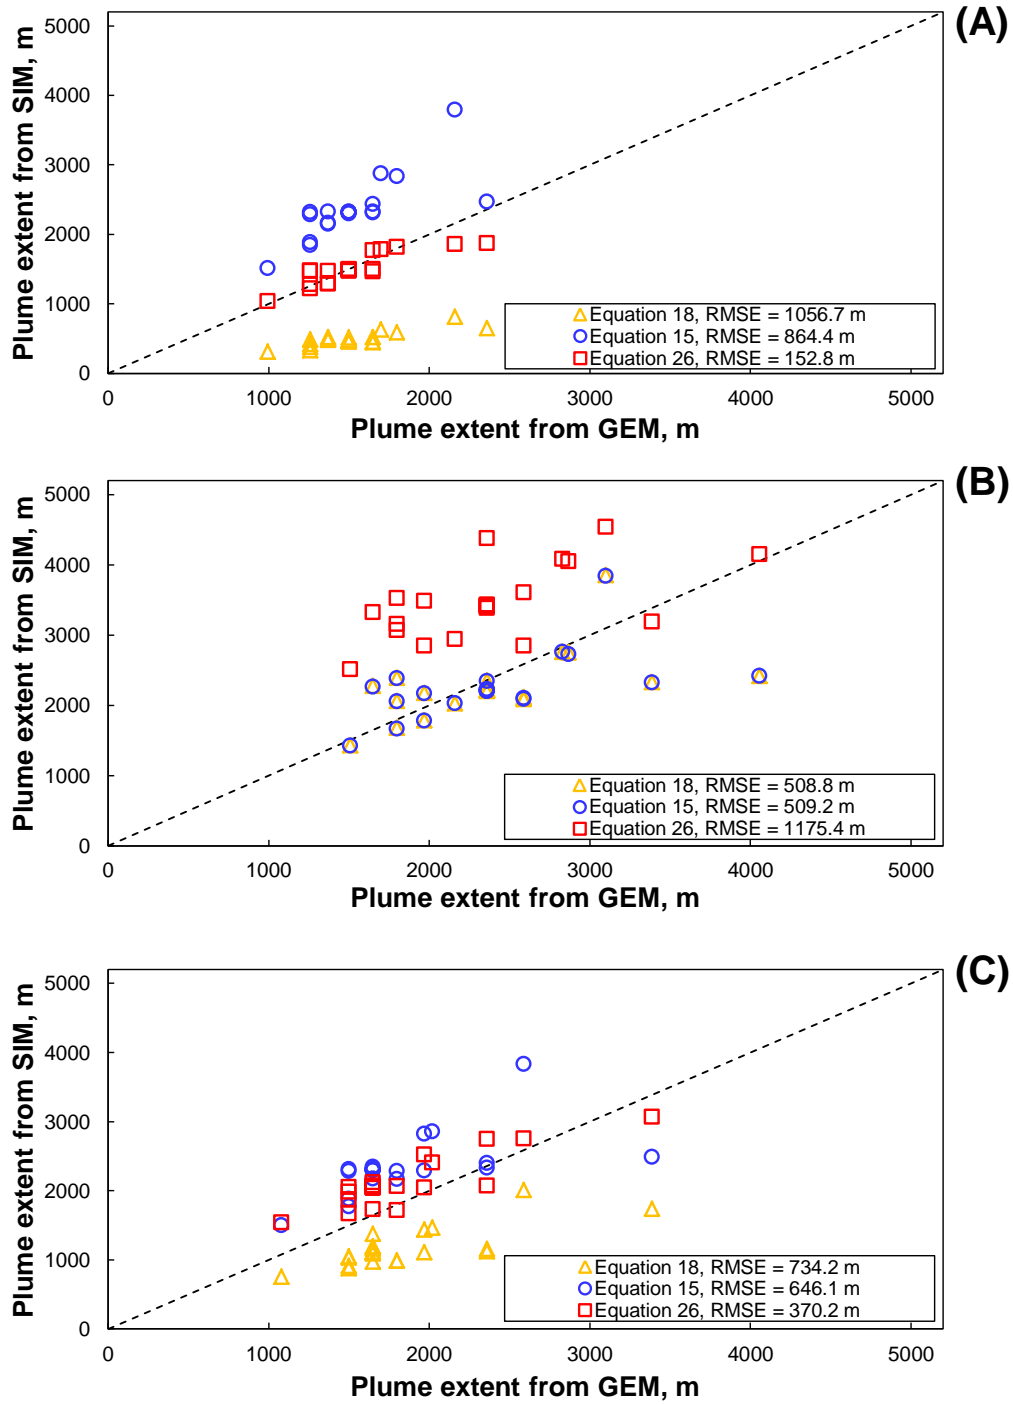 (A)
Plume extent from SIM, m
5000
4000
3000
2000
1000
0
Equation 18, RMSE = 1056.7 m
Equation 15, RMSE = 864.4 m
Equation 26, RMSE = 152.8 m
0 1000 2000 3000 4000 5000
Plume extent from GEM, m
(B)
Plume extent from SIM, m
5000
4000
3000
2000
1000
0
Equation 18, RMSE = 508.8 m
Equation 15, RMSE = 509.2 m
Equation 26, RMSE = 1175.4 m
0 1000 2000 3000 4000 5000
Plume extent from GEM, m
(C)
Plume extent from SIM, m
5000
4000
3000
2000
1000
0
Equation 18, RMSE = 734.2 m
Equation 15, RMSE = 646.1 m
Equation 26, RMSE = 370.2 m
0 1000 2000 3000 4000 5000
Plume extent from GEM, m